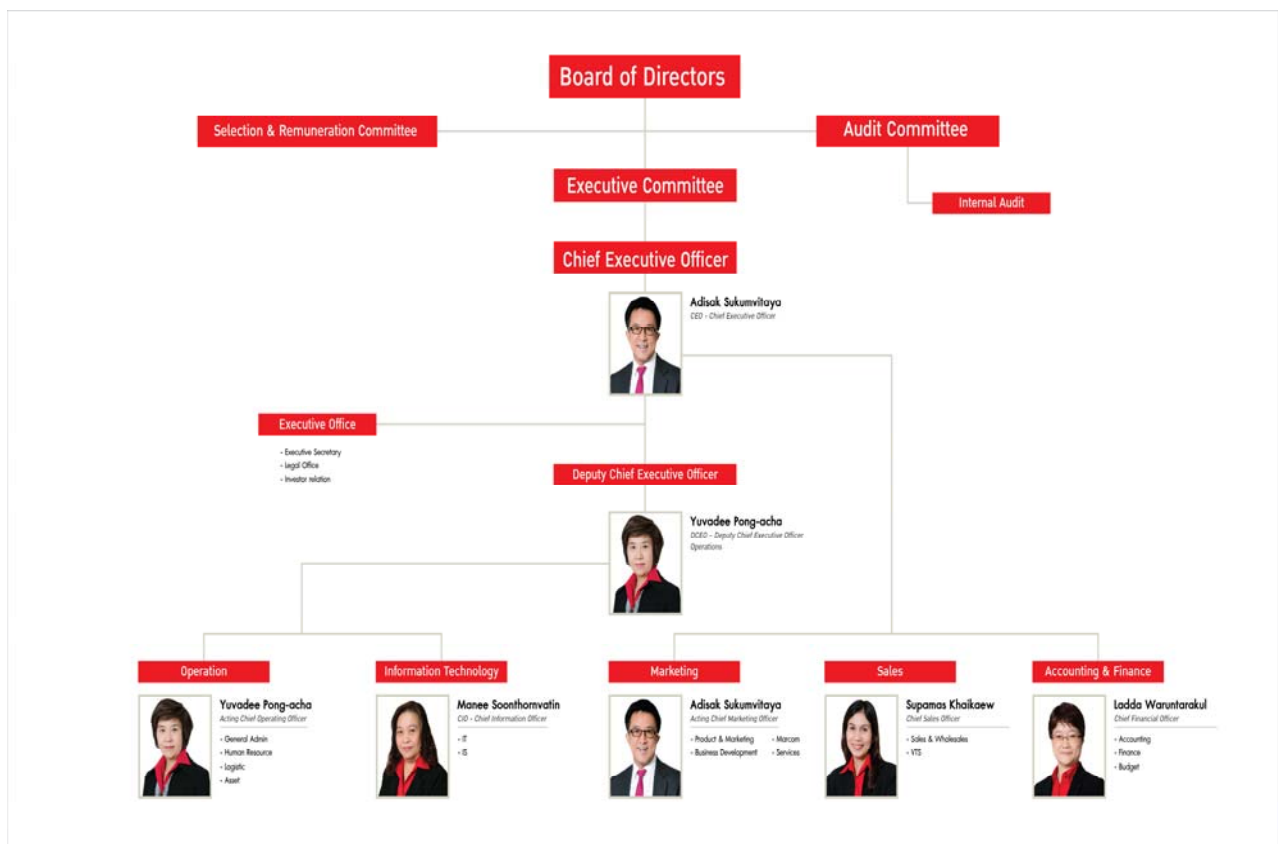 Board of Directors
Selection & Remuneration Committee
Audit Committee
Executive Committee
Internal Audit
Chief Executive Officer
Adisak Sukumvitaya
CEO - Chief Executive Officer
Executive Office
- Executive Secretary
- Legal Office
- Investor relation
Deputy Chief Executive Officer
Yuvadee Pong-acha
DCEO – Deputy Chief Executive Officer
Operations
Operation
Yuvadee Pong-acha
Acting Chief Operating Officer
- General Admin
- Human Resource
- Logistic
- Asset
Information Technology
Manee Soonthornvatin
CIO - Chief Information Officer
- IT
- IS
Marketing
Adisak Sukumvitaya
Acting Chief Marketing Officer
- Product & Marketing - Marcom
- Business Development - Services
Sales
Supamas Khaikaew
Chief Sales Officer
- Sales & Wholesales
- VTS
Accounting & Finance
Ladda Waruntarakul
Chief Financial Officer
- Accounting
- Finance
- Budget